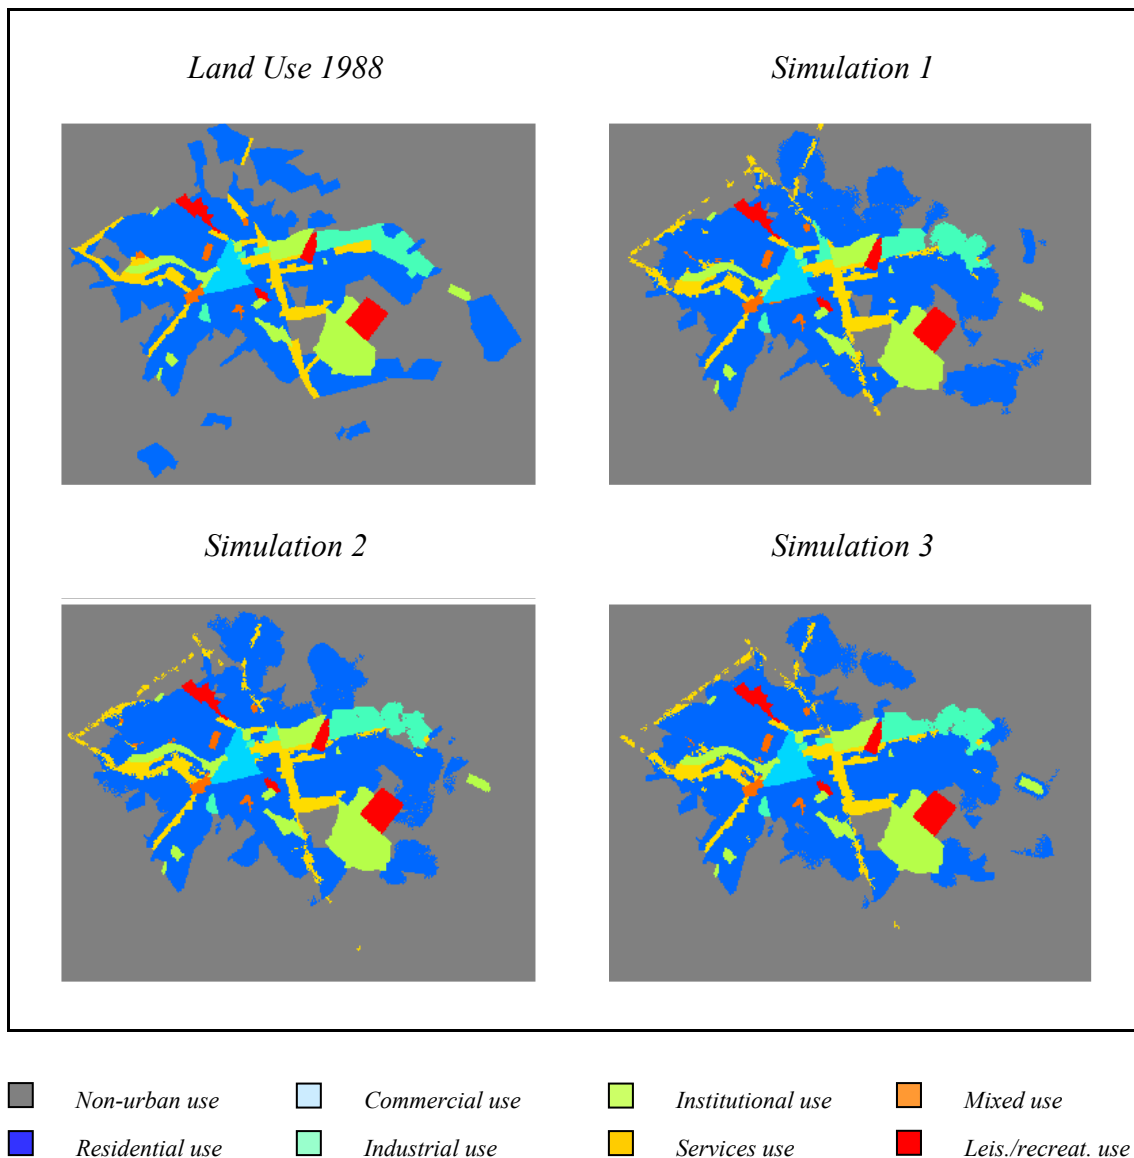 Land Use 1988
Simulation 1
Simulation 2
Simulation 3
Non-urban use
Commercial use
Institutional use
Mixed use
Residential use
Industrial use
Services use
Leis./recreat. use